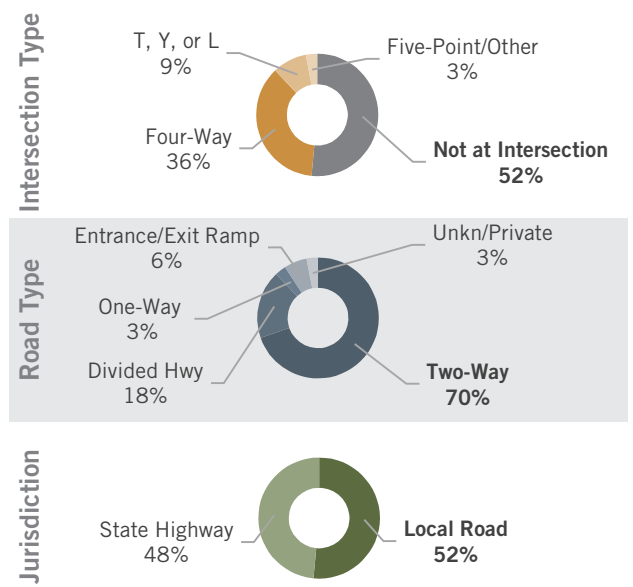 Intersection Type
T, Y, or L
9%
Five-Point/Other
3%
Four-Way
36%
Not at Intersection
52%
Road Type
Entrance/Exit Ramp
6%
Unkn/Private
3%
One-Way
3%
Divided Hwy
18%
Two-Way
70%
Jurisdiction
State Highway
48%
Local Road
52%